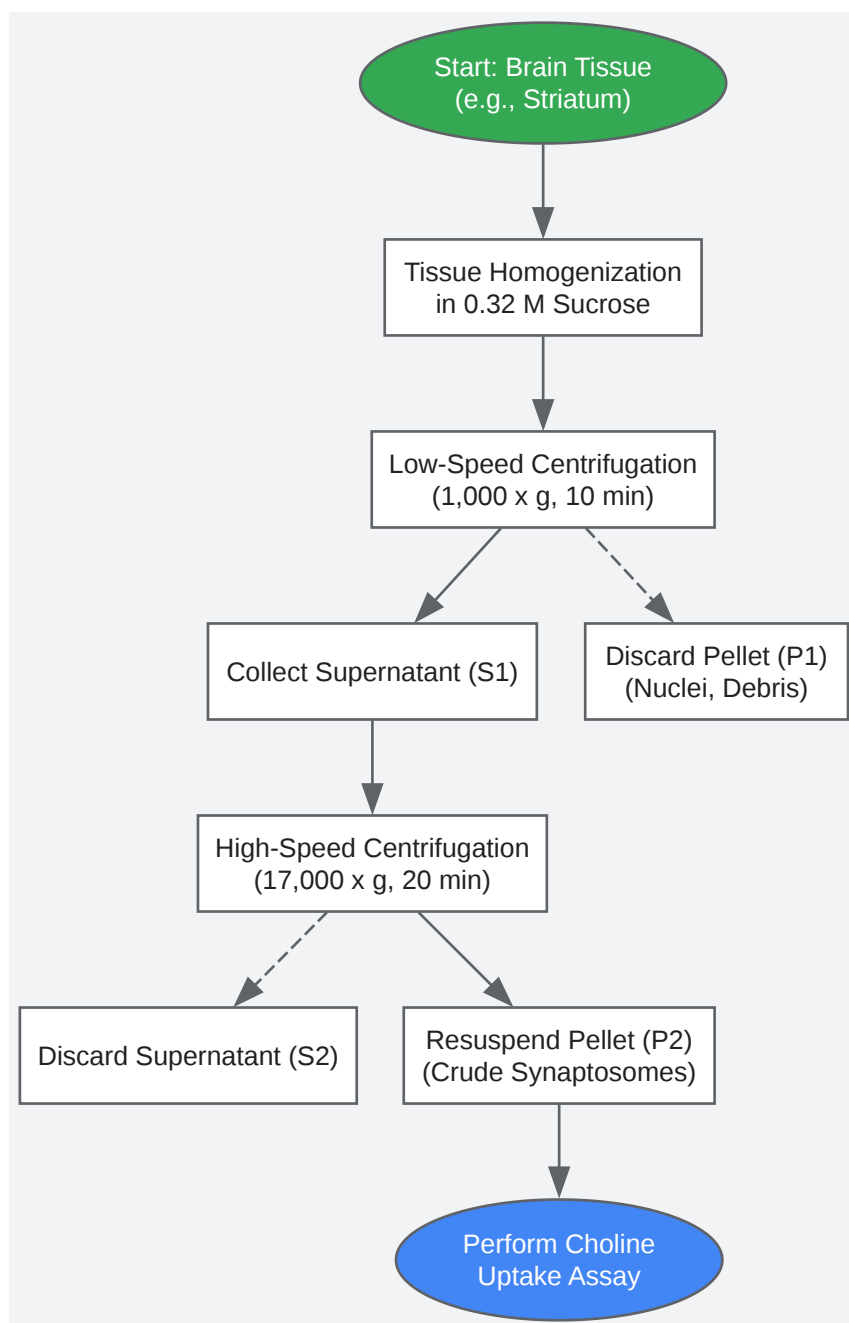 Start: Brain Tissue
(e.g., Striatum)
Tissue Homogenization
in 0.32 M Sucrose
Low-Speed Centrifugation
(1,000 x g, 10 min)
Collect Supernatant (S1)
Discard Pellet (P1)
(Nuclei, Debris)
High-Speed Centrifugation
(17,000 x g, 20 min)
Discard Supernatant (S2)
Resuspend Pellet (P2)
(Crude Synaptosomes)
Perform Choline
Uptake Assay